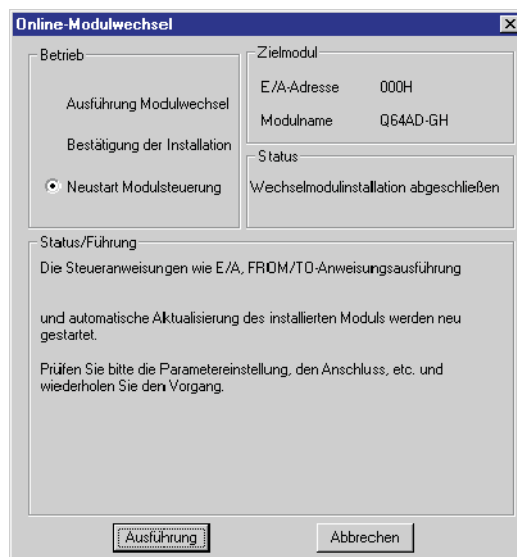 Online-Modulwechsel
Betrieb
Ausführung Modulwechsel
Bestätigung der Installation
Neustart Modulsteuerung
Zielmodul
E/A-Adresse 000H
Modulname Q64AD-GH
Status
Wechselmodulinstallation abgeschließen
Status/Führung
Die Steueranweisungen wie E/A, FROM/TO-Anweisungsausführung
und automatische Aktualisierung des installierten Moduls werden neu
gestartet.
Prüfen Sie bitte die Parametereinstellung, den Anschluss, etc. und
wiederholen Sie den Vorgang.
Ausführung
Abbrechen